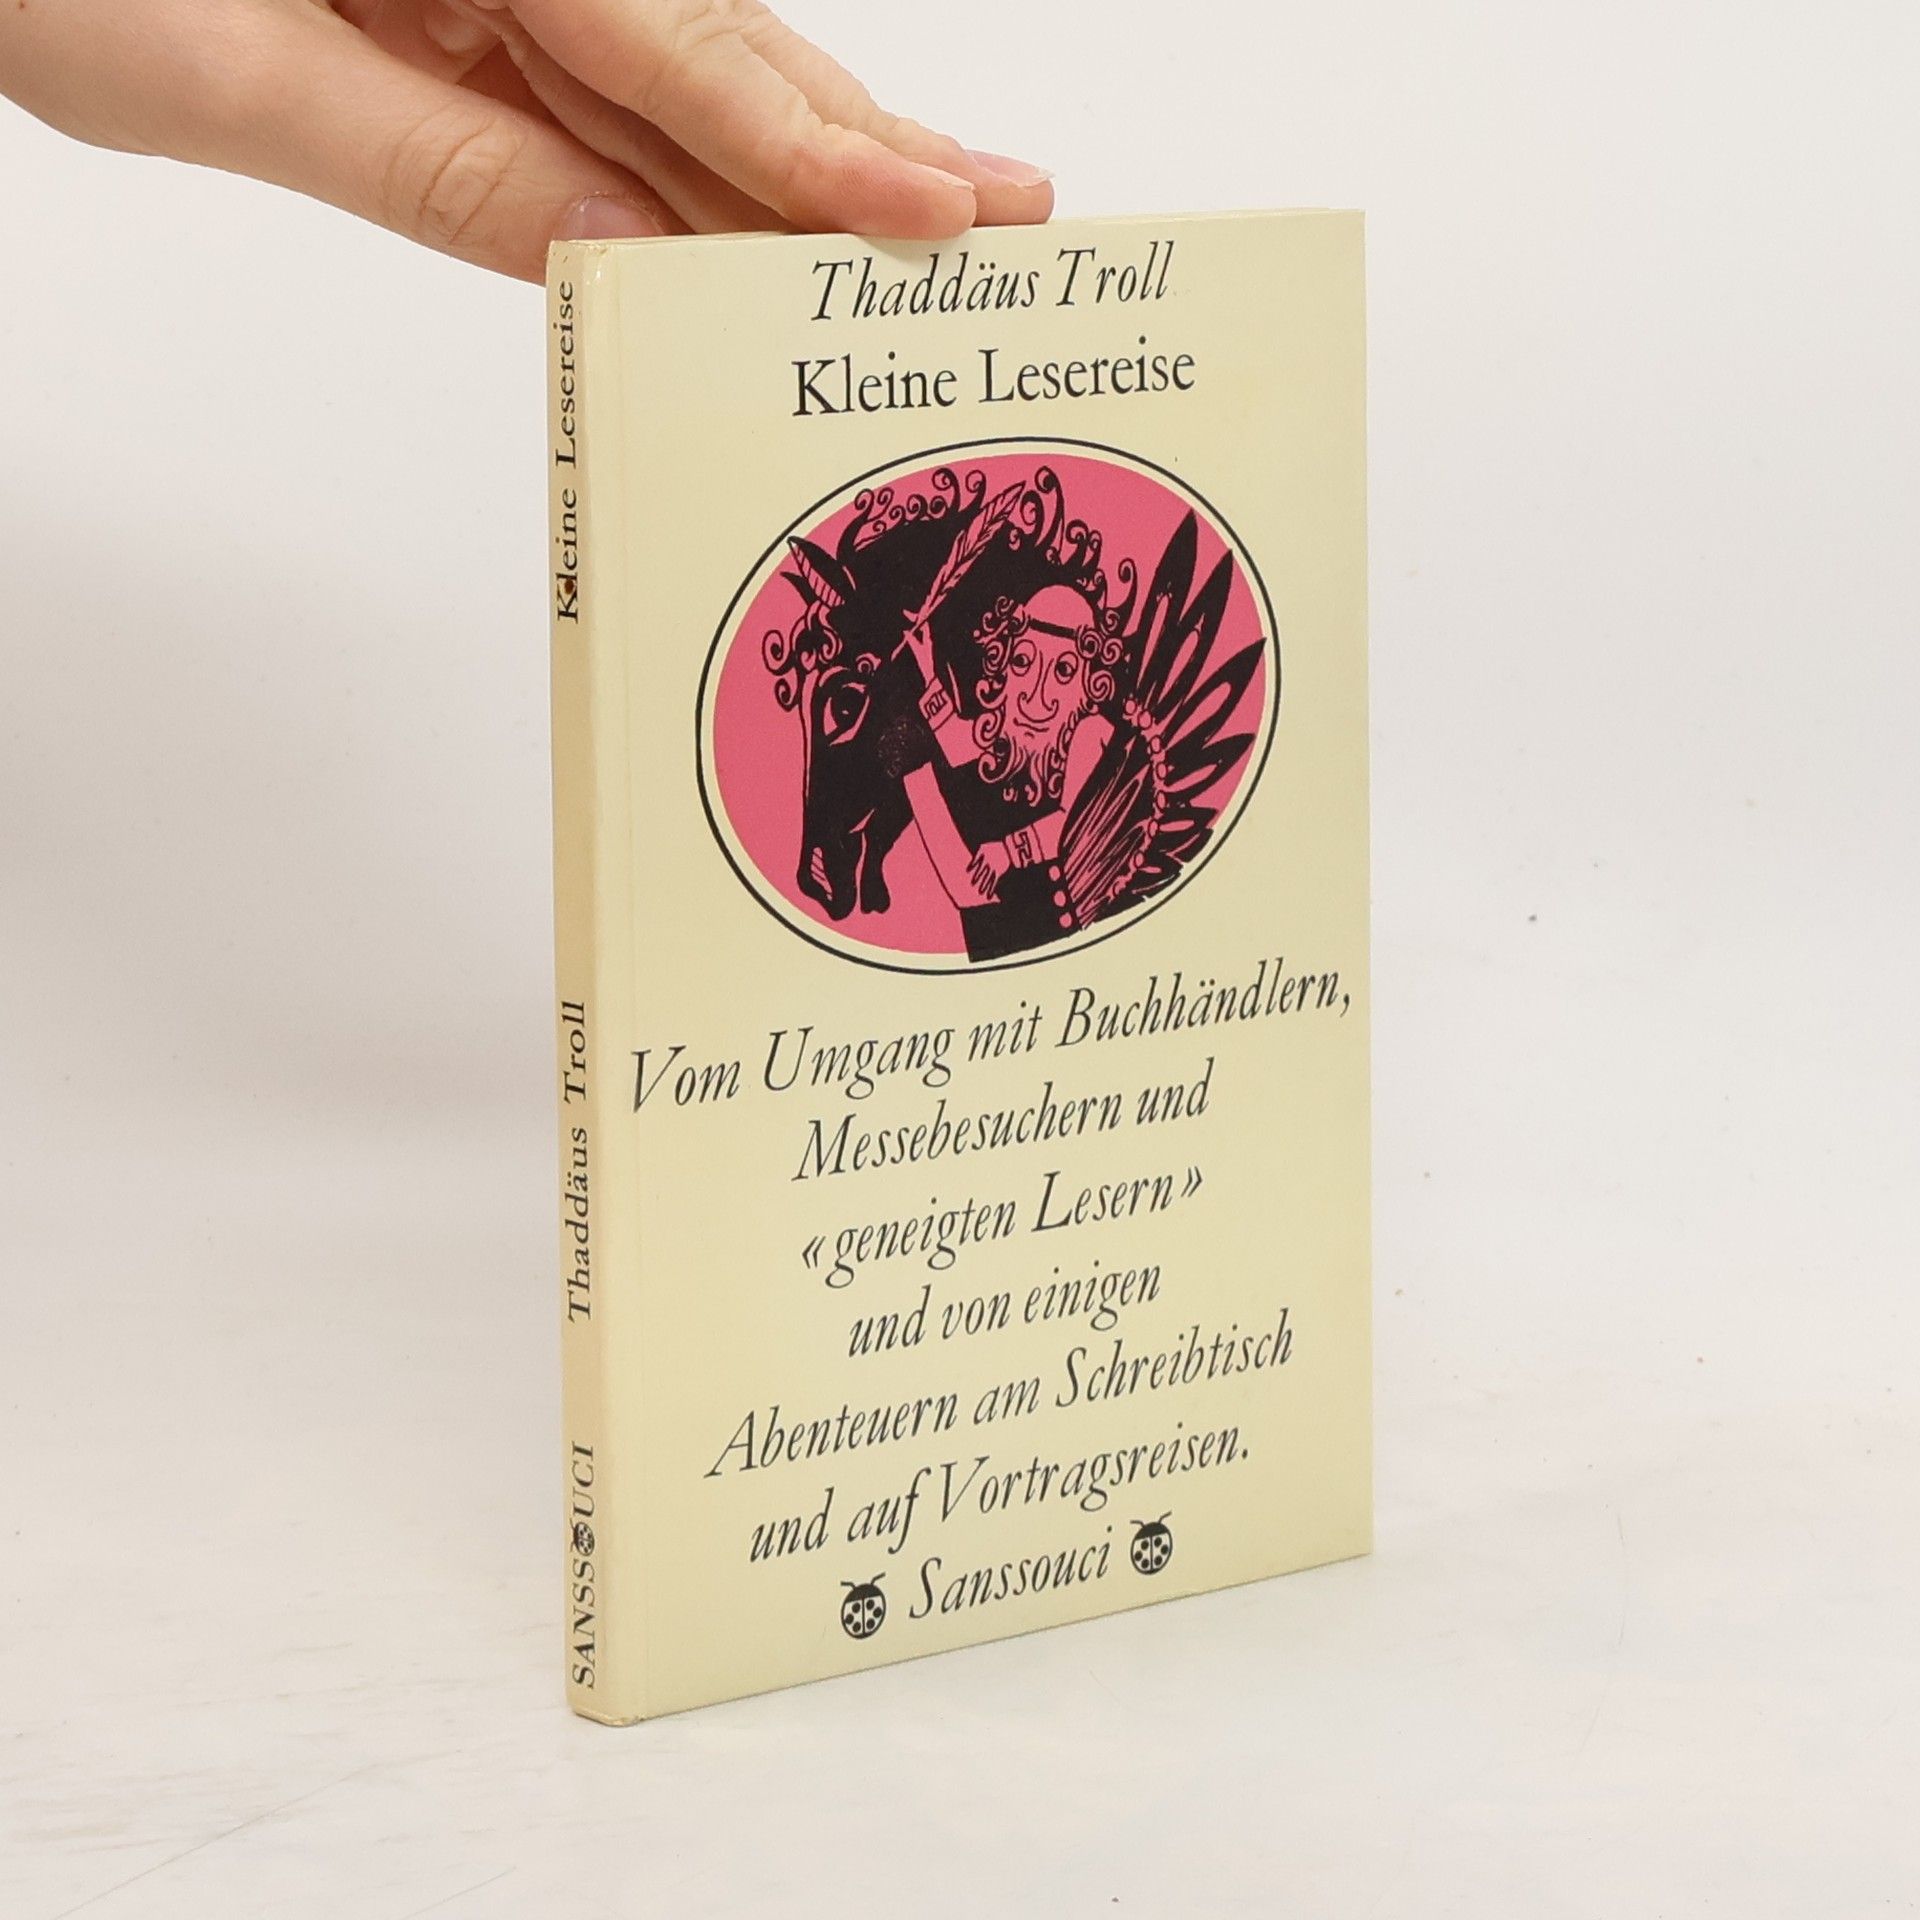 Thaddäus Troll
Kleine Lesereise
Vom Umgang mit Buchhändlern,
Messebesuchern und
«geneigten Lesern»
und von einigen
Abenteuern am Schreibtisch
und auf Vortragsreisen.
Sanssouci
Kleine Lesereise
Thaddäus Troll
SANSSOUCI